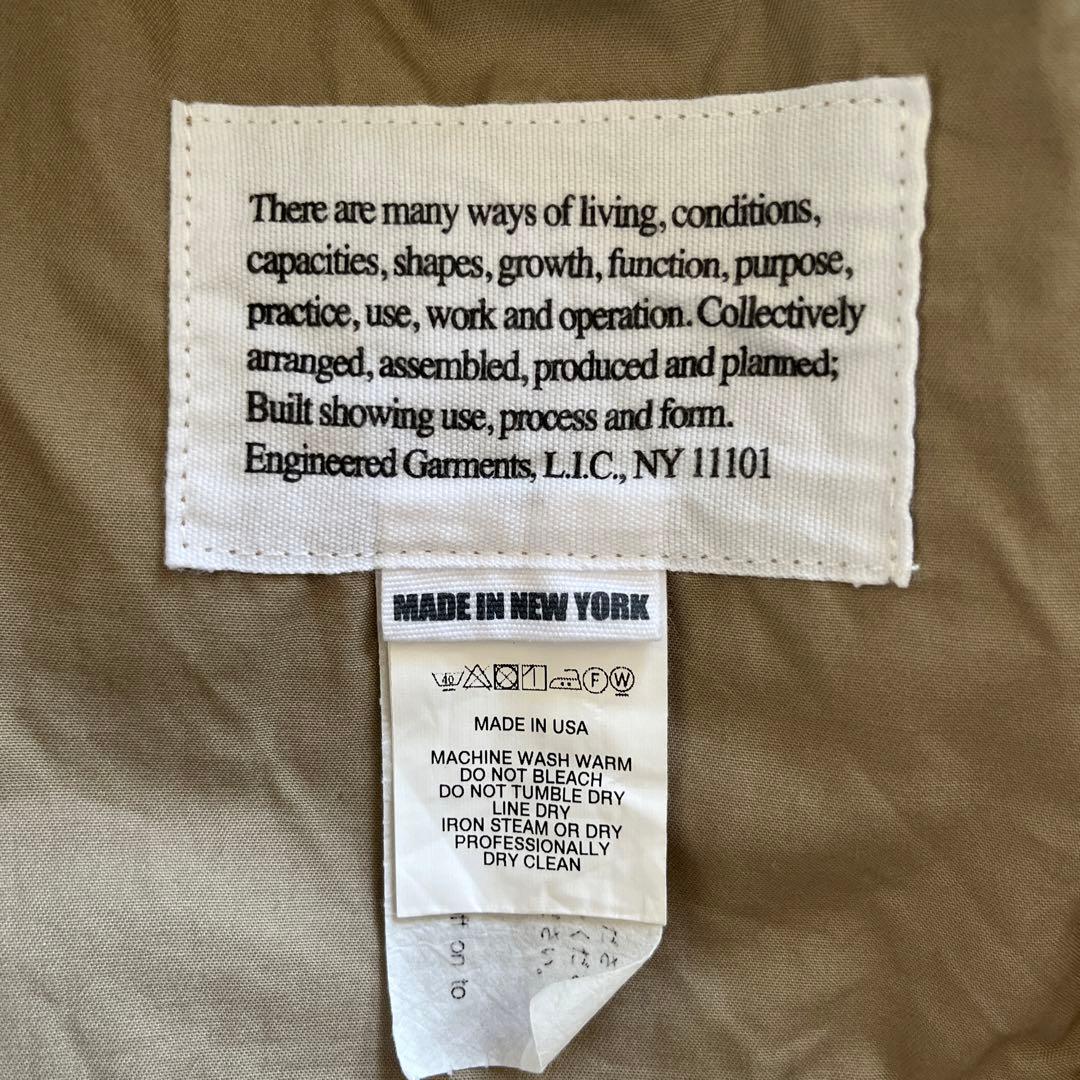 There are many ways of living, conditions,
capacities, shapes, growth, function, purpose,
practice, use, work and operation. Collectively
arranged, assembled, produced and planned;
Built showing use, process and form.
Engineered Garments, L.I.C., NY 11101
MADE IN NEW YORK
40 F W
MADE IN USA
MACHINE WASH WARM
DO NOT BLEACH
DO NOT TUMBLE DRY
LINE DRY
IRON STEAM OR DRY
PROFESSIONALLY
DRY CLEAN
on to